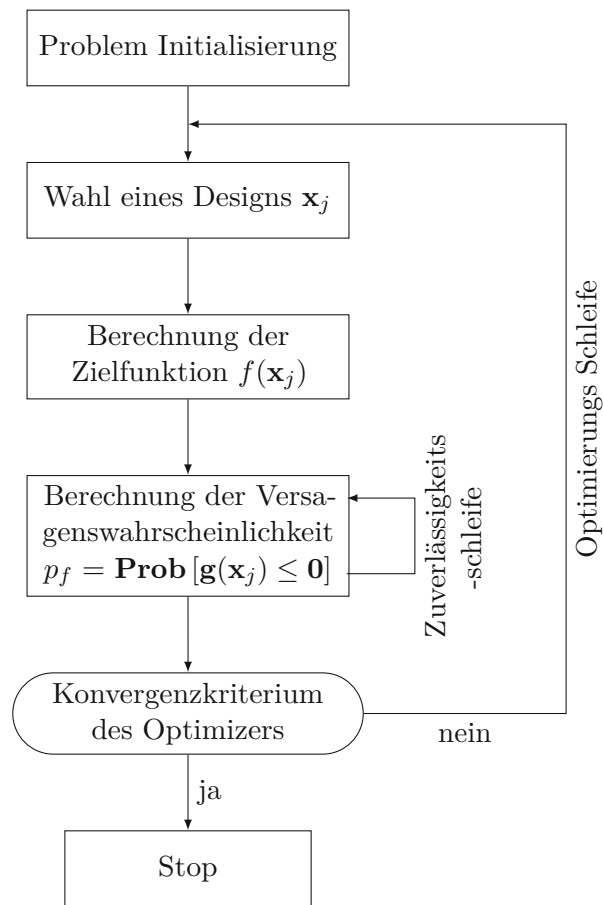 Problem Initialisierung
Wahl eines Designs x_j
Berechnung der
Zielfunktion f(x_j)
Berechnung der Versa-
genswahrscheinlichkeit
p_f = Prob [g(x_j) ≤ 0]
Zuverlässigkeits
-schleife
Optimierungs Schleife
Konvergenzkriterium
des Optimizers
nein
ja
Stop